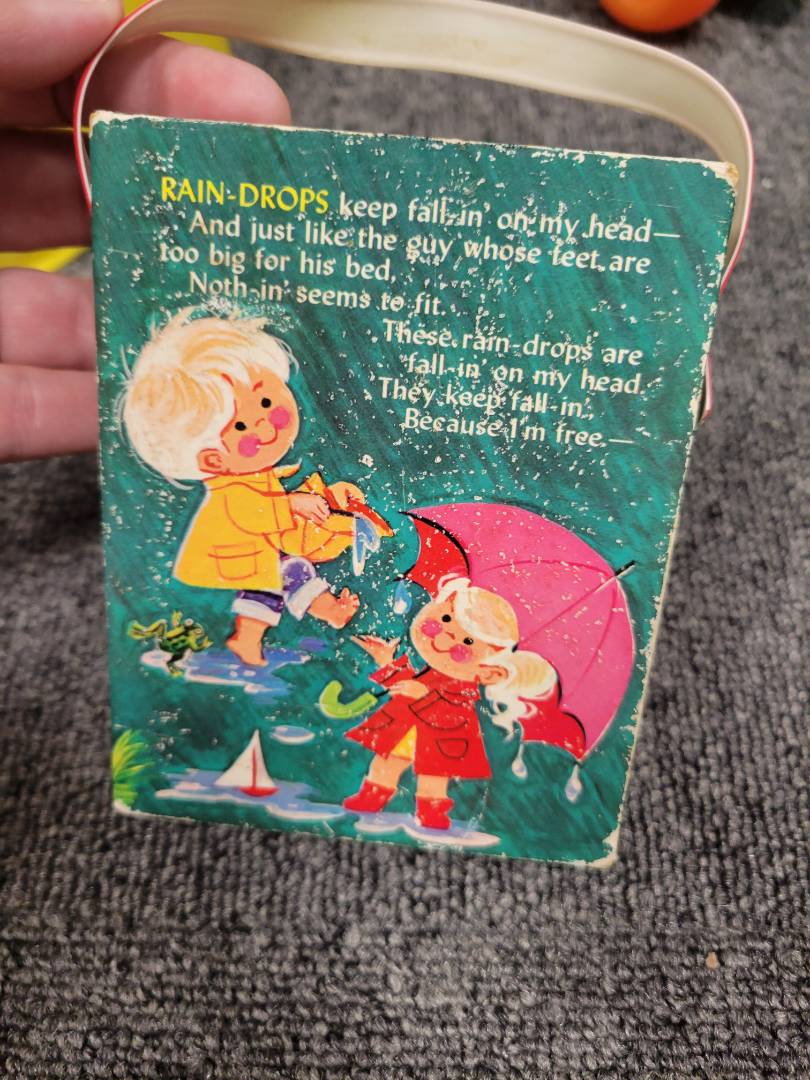 RAIN-DROPS keep fall-in' on my head—
And just like the guy whose feet are
too big for his bed,
Noth-in' seems to fit.
These rain-drops are
fall-in' on my head.
They keep fall-in'.
Because I'm free—